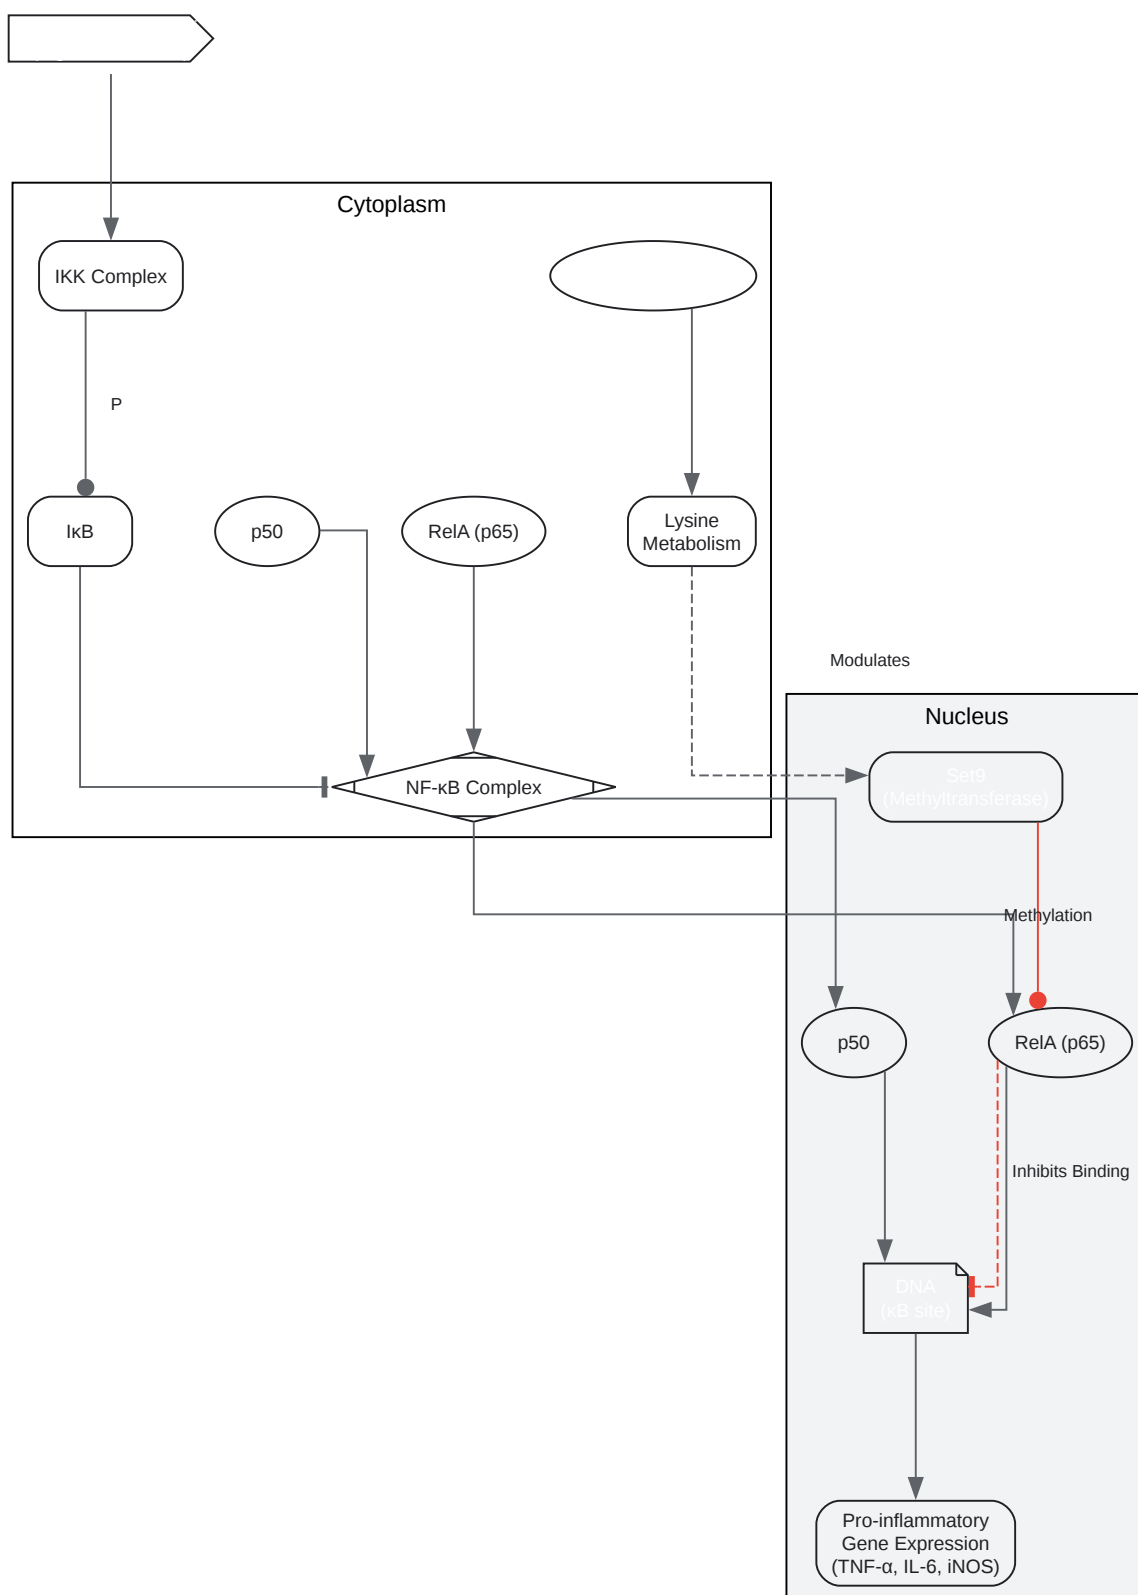 Cytoplasm
IKK Complex
P
IκB
p50
RelA (p65)
Lysine
Metabolism
Modulates
Nucleus
NF-κB Complex
Set9
(Methyltransferase)
Methylation
p50
RelA (p65)
Inhibits Binding
DNA
(κB site)
Pro-inflammatory
Gene Expression
(TNF-α, IL-6, iNOS)